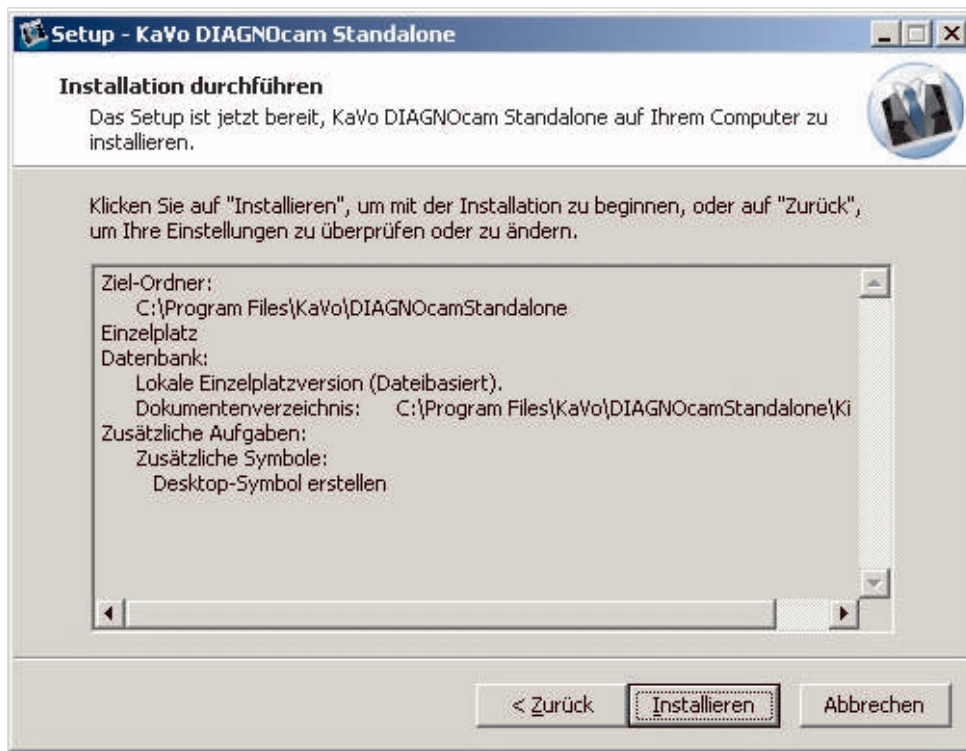 Setup - KaVo DIAGNOcam Standalone
Installation durchführen
Das Setup ist jetzt bereit, KaVo DIAGNOcam Standalone auf Ihrem Computer zu
installieren.
Klicken Sie auf "Installieren", um mit der Installation zu beginnen, oder auf "Zurück",
um Ihre Einstellungen zu überprüfen oder zu ändern.
Ziel-Ordner:
C:\Program Files\KaVo\DIAGNOcamStandalone
Einzelplatz
Datenbank:
Lokale Einzelplatzversion (Dateibasiert).
Dokumentenverzeichnis: C:\Program Files\KaVo\DIAGNOcamStandalone\Ki
Zusätzliche Aufgaben:
Zusätzliche Symbole:
Desktop-Symbol erstellen
< Zurück Installieren Abbrechen